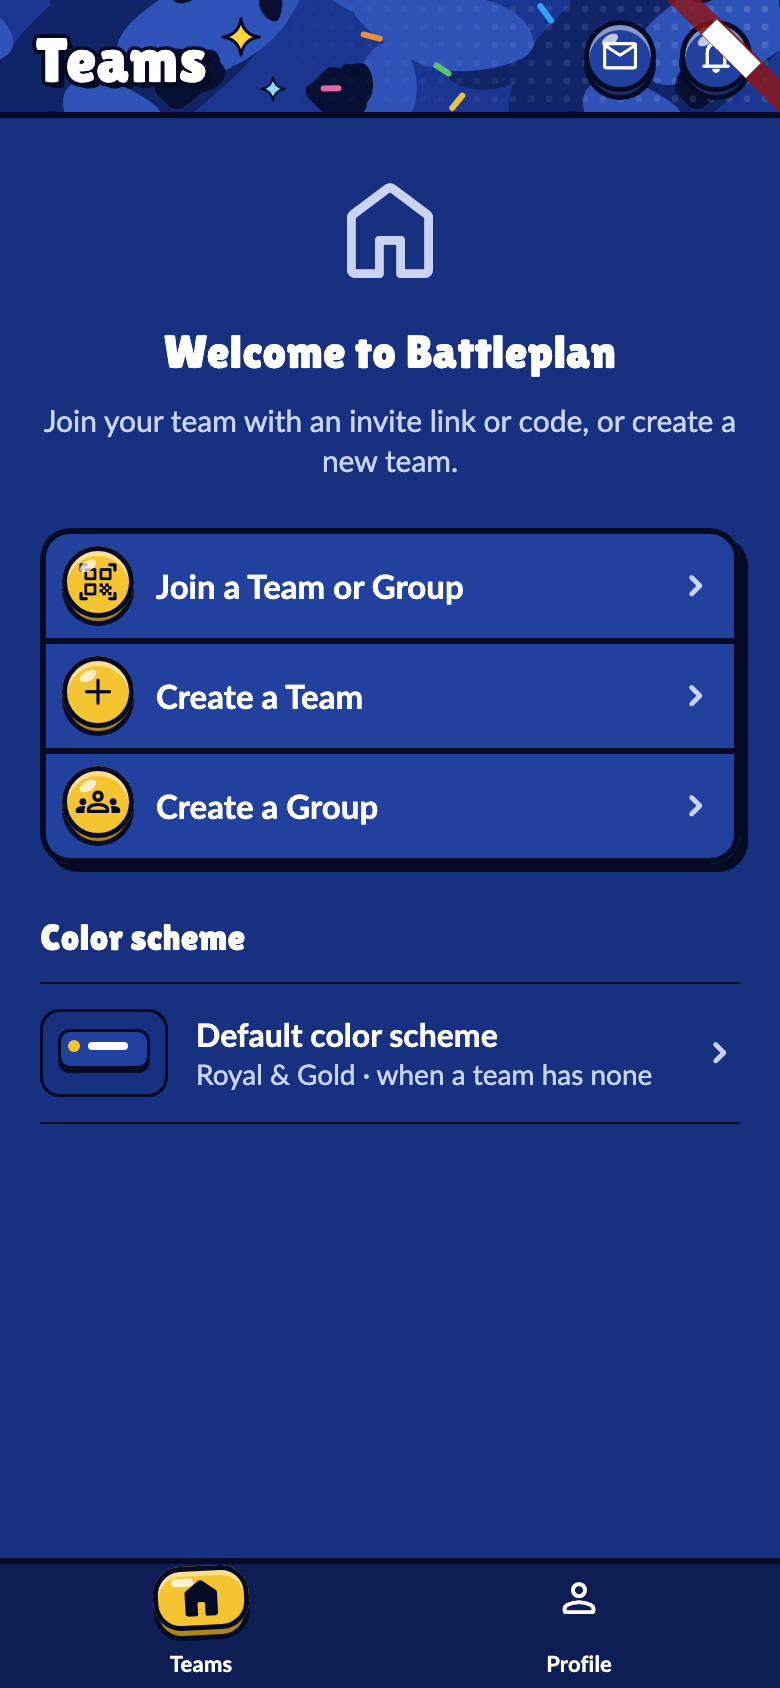 Teams
Welcome to Battleplan
Join your team with an invite link or code, or create a
new team.
Join a Team or Group
Create a Team
Create a Group
Color scheme
Default color scheme
Royal & Gold · when a team has none
Teams
Profile